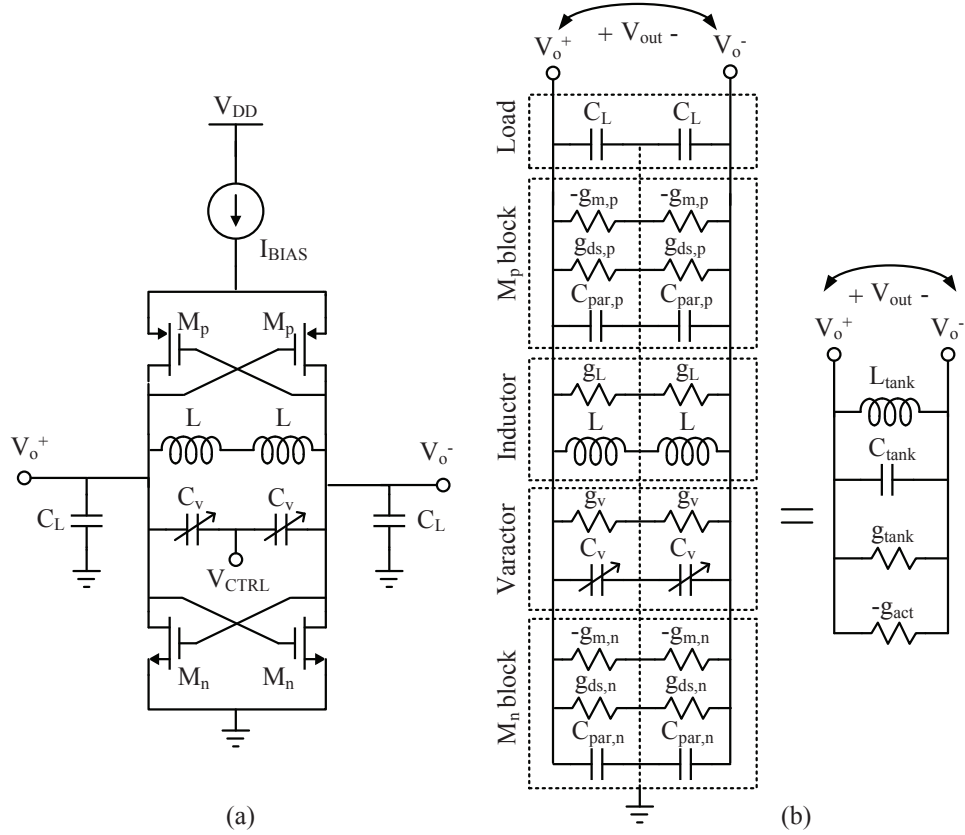 V_DD
I_BIAS
M_p M_p
L L
V_o^+ V_o^-
C_v C_v
C_L C_L
V_CTRL
M_n M_n
(a)
+ V_out -
V_o^+ V_o^-
Load
C_L C_L
M_p block
-g_m,p -g_m,p
g_ds,p g_ds,p
C_par,p C_par,p
Inductor
g_L g_L
L L
Varactor
g_v g_v
C_v C_v
M_n block
-g_m,n -g_m,n
g_ds,n g_ds,n
C_par,n C_par,n
=
+ V_out -
V_o^+ V_o^-
L_tank
C_tank
g_tank
-g_act
(b)